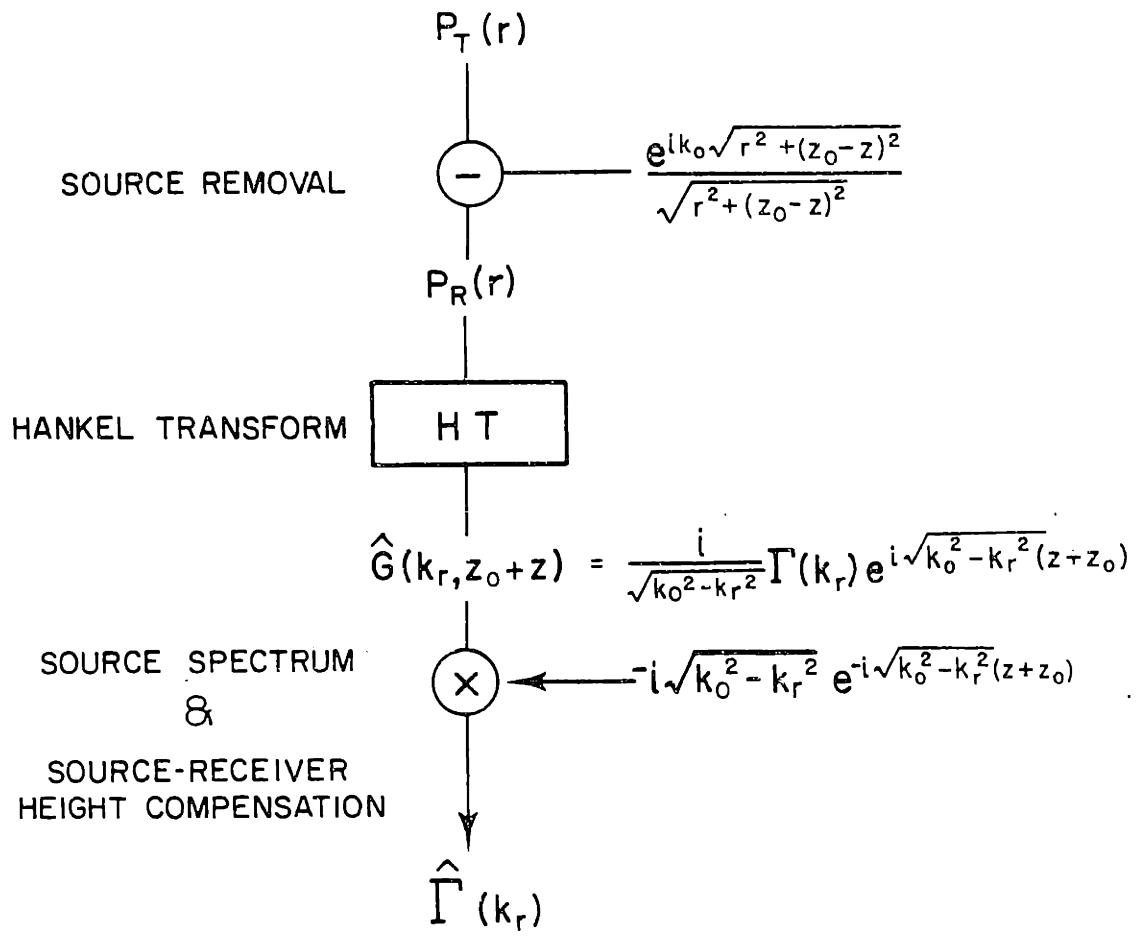 P_T(r)
SOURCE REMOVAL
−
e^{ik_0√(r^2+(z_0-z)^2)} / √(r^2+(z_0-z)^2)
P_R(r)
HANKEL TRANSFORM
HT
Ĝ(k_r,z_0+z) = i/√(k_0^2-k_r^2) Γ(k_r) e^{i√(k_0^2-k_r^2)(z+z_0)}
SOURCE SPECTRUM
×
-i√(k_0^2-k_r^2) e^{-i√(k_0^2-k_r^2)(z+z_0)}
&
SOURCE-RECEIVER
HEIGHT COMPENSATION
Γ̂(k_r)